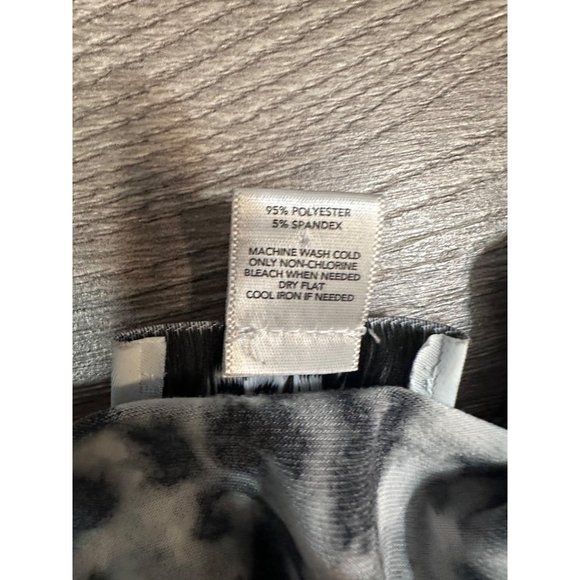 95% POLYESTER
5% SPANDEX
MACHINE WASH COLD
ONLY NON-CHLORINE
BLEACH WHEN NEEDED
DRY FLAT
COOL IRON IF NEEDED